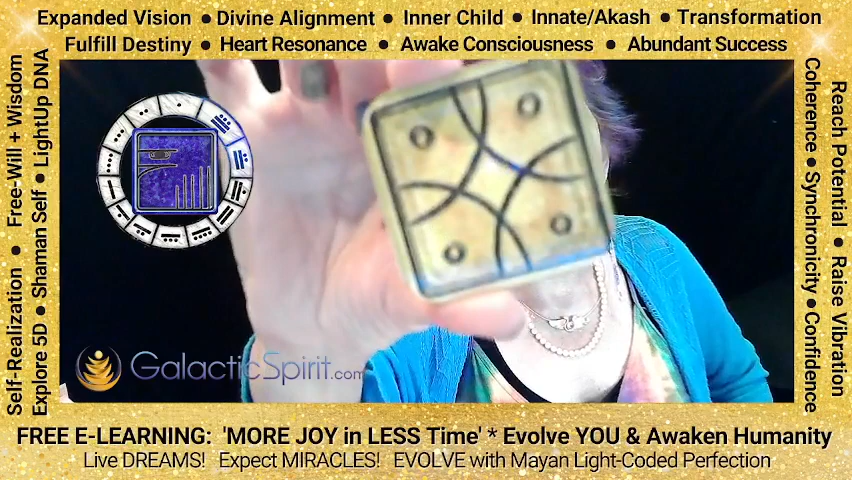 Expanded Vision • Divine Alignment • Inner Child • Innate/Akash • Transformation
Fulfill Destiny • Heart Resonance • Awake Consciousness • Abundant Success
Self-Realization • Free-Will + Wisdom
Explore 5D • Shaman Self • LightUp DNA
Coherence • Synchronicity • Confidence
Reach Potential • Raise Vibration
GalacticSpirit.com
FREE E-LEARNING: 'MORE JOY in LESS Time' * Evolve YOU & Awaken Humanity
Live DREAMS! Expect MIRACLES! EVOLVE with Mayan Light-Coded Perfection